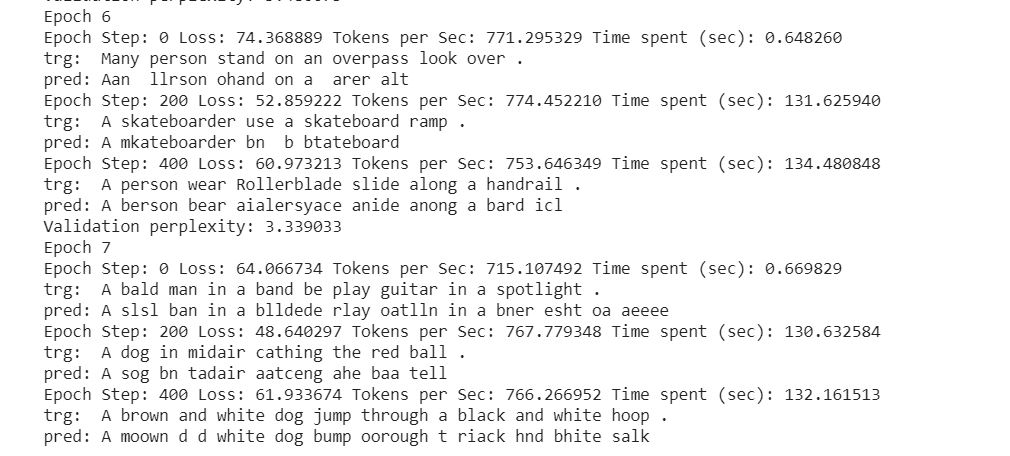 Epoch 6
Epoch Step: 0 Loss: 74.368889 Tokens per Sec: 771.295329 Time spent (sec): 0.648260
trg:  Many person stand on an overpass look over .
pred: Aan  llrson ohand on a  arer alt
Epoch Step: 200 Loss: 52.859222 Tokens per Sec: 774.452210 Time spent (sec): 131.625940
trg:  A skateboarder use a skateboard ramp .
pred: A mkateboarder bn  b btateboard
Epoch Step: 400 Loss: 60.973213 Tokens per Sec: 753.646349 Time spent (sec): 134.480848
trg:  A person wear Rollerblade slide along a handrail .
pred: A berson bear aialersyace anide anong a bard icl
Validation perplexity: 3.339033
Epoch 7
Epoch Step: 0 Loss: 64.066734 Tokens per Sec: 715.107492 Time spent (sec): 0.669829
trg:  A bald man in a band be play guitar in a spotlight .
pred: A slsl ban in a blldede rlay oatlln in a bner esht oa aeeee
Epoch Step: 200 Loss: 48.640297 Tokens per Sec: 767.779348 Time spent (sec): 130.632584
trg:  A dog in midair cathing the red ball .
pred: A sog bn tadair aatceng ahe baa tell
Epoch Step: 400 Loss: 61.933674 Tokens per Sec: 766.266952 Time spent (sec): 132.161513
trg:  A brown and white dog jump through a black and white hoop .
pred: A moown d d white dog bump oorough t riack hnd bhite salk